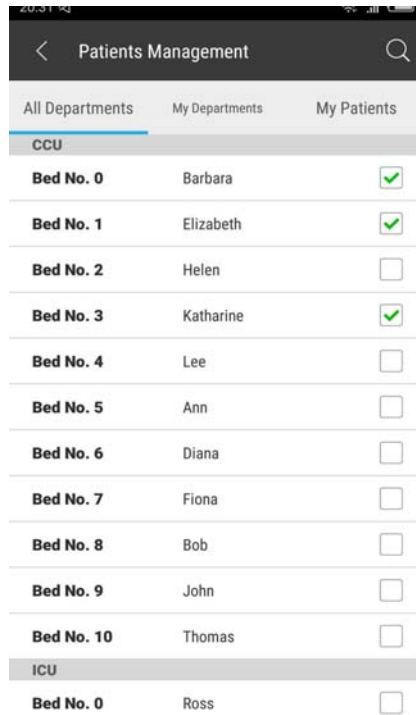 20:31
Patients Management
All Departments My Departments My Patients
CCU
Bed No. 0 Barbara
Bed No. 1 Elizabeth
Bed No. 2 Helen
Bed No. 3 Katharine
Bed No. 4 Lee
Bed No. 5 Ann
Bed No. 6 Diana
Bed No. 7 Fiona
Bed No. 8 Bob
Bed No. 9 John
Bed No. 10 Thomas
ICU
Bed No. 0 Ross